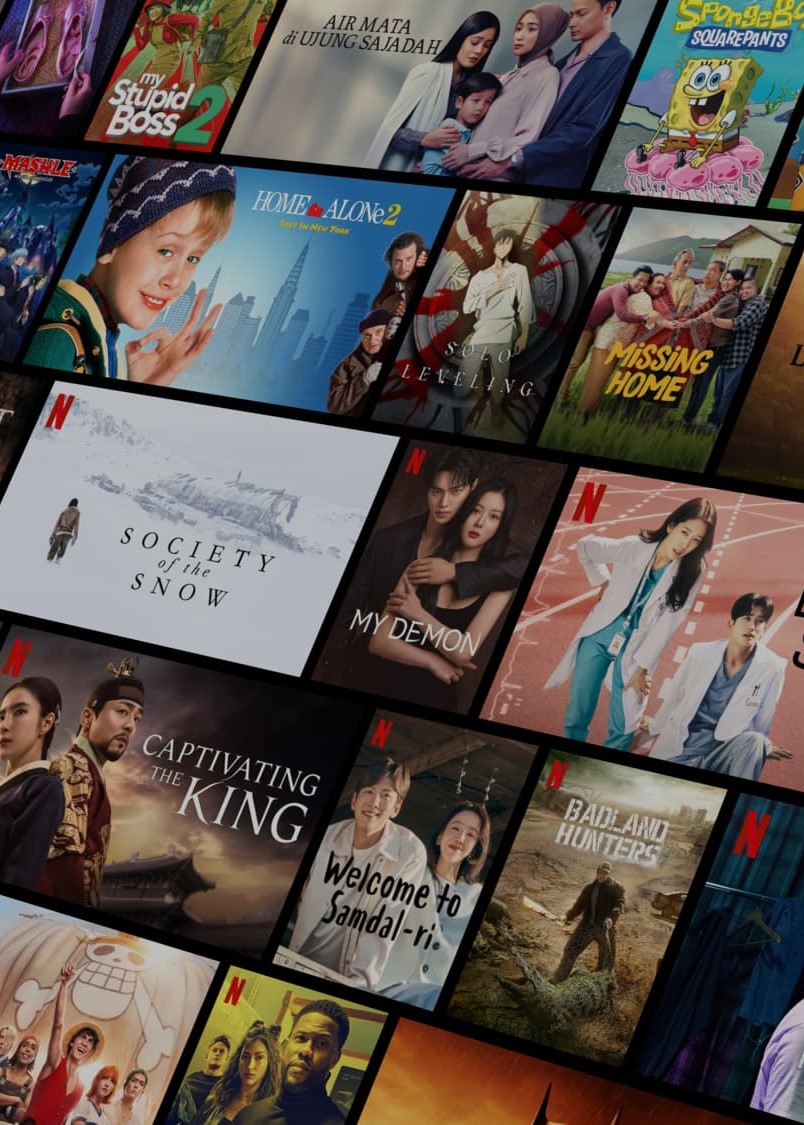 my
Stupid
Boss 2
AIR MATA
di UJUNG SAJADAH
SpongeB
SQUAREPANTS
MASHLE
HOME ALONE 2
LOST IN NEW YORK
SOLO
LEVELING
MISSING
HOME
N
SOCIETY
of the
SNOW
N
MY DEMON
N
N
CAPTIVATING
THE KING
N
Welcome to
Samdal-ri
N
BADLAND
HUNTERS
N
N